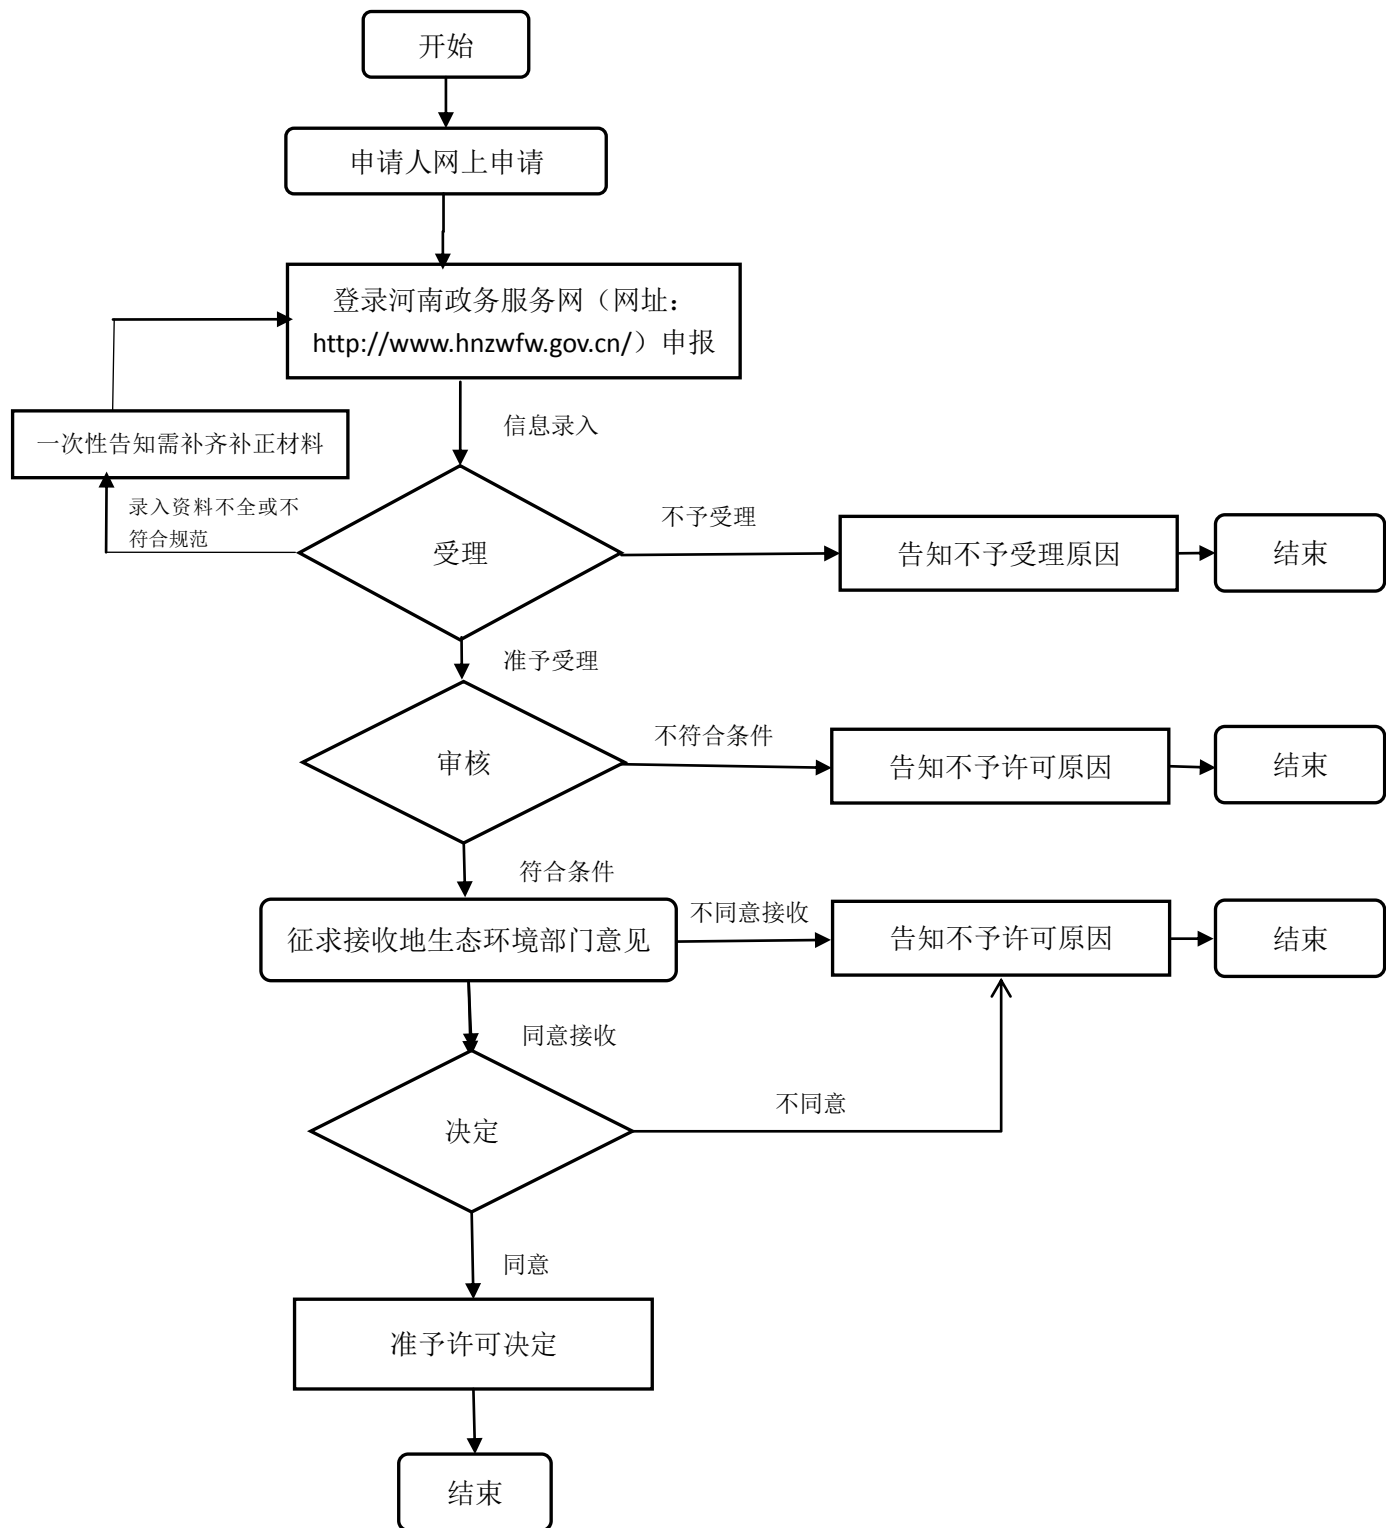 开始
申请人网上申请
登录河南政务服务网（网址：
http://www.hnzwfw.gov.cn/）申报
信息录入
一次性告知需补齐补正材料
录入资料不全或不
符合规范
受理
不予受理
告知不予受理原因
结束
准予受理
审核
不符合条件
告知不予许可原因
结束
符合条件
征求接收地生态环境部门意见
不同意接收
告知不予许可原因
结束
同意接收
决定
不同意
同意
准予许可决定
结束